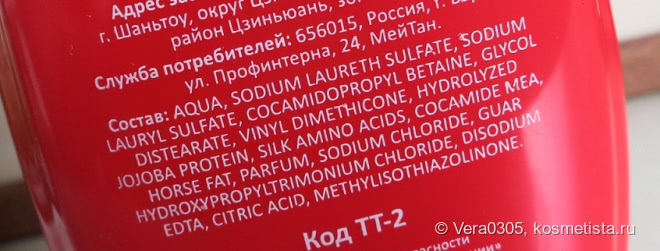 Адрес
г. Шаньтоу, округ
район Цзиньюань,
Служба потребителей: 656015, Россия, г.
ул. Профинтерна, 24, МейТан.
Состав: AQUA, SODIUM LAURETH SULFATE, SODIUM
LAURYL SULFATE, COCAMIDOPROPYL BETAINE, GLYCOL
DISTEARATE, VINYL DIMETHICONE, HYDROLYZED
JOJOBA PROTEIN, SILK AMINO ACIDS, COCAMIDE MEA,
HORSE FAT, PARFUM, SODIUM CHLORIDE, GUAR
HYDROXYPROPYLTRIMONIUM CHLORIDE, DISODIUM
EDTA, CITRIC ACID, METHYLISOTHIAZOLINONE.
Код ТТ-2
© Vera0305, kosmetista.ru